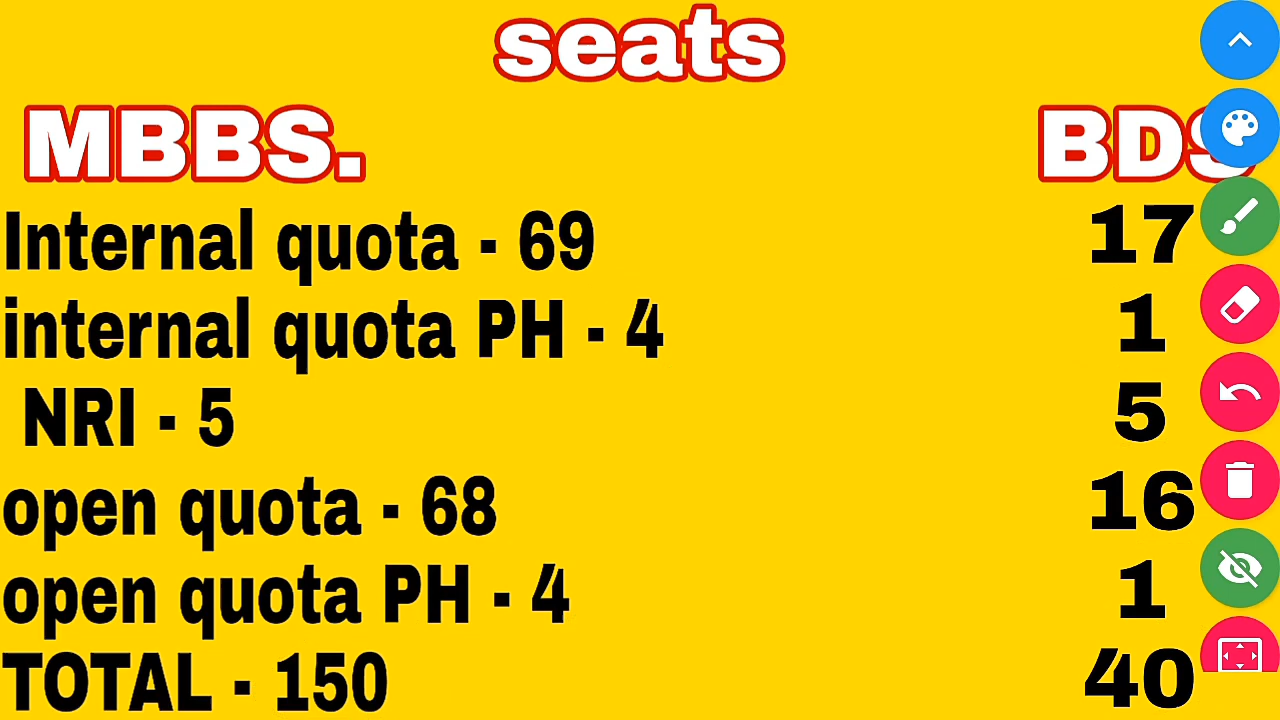 seats
MBBS. BDS
Internal quota - 69 17
internal quota PH - 4 1
NRI - 5 5
open quota - 68 16
open quota PH - 4 1
TOTAL - 150 40